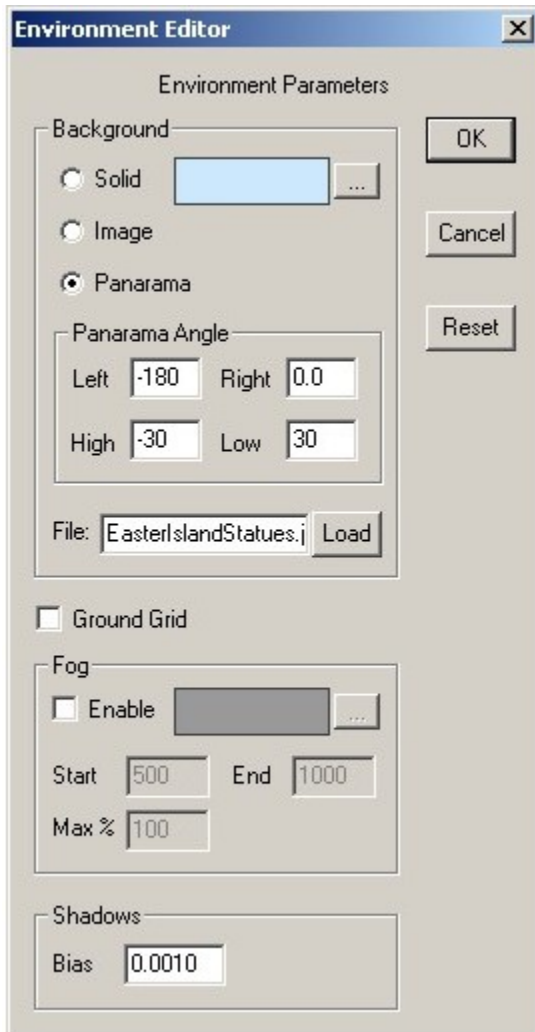 Environment Editor
Environment Parameters
Background
OK
Solid ...
Image
Cancel
Panarama
Panarama Angle
Reset
Left -180 Right 0.0
High -30 Low 30
File: EasterIslandStatues.j Load
Ground Grid
Fog
Enable ...
Start 500 End 1000
Max % 100
Shadows
Bias 0.0010